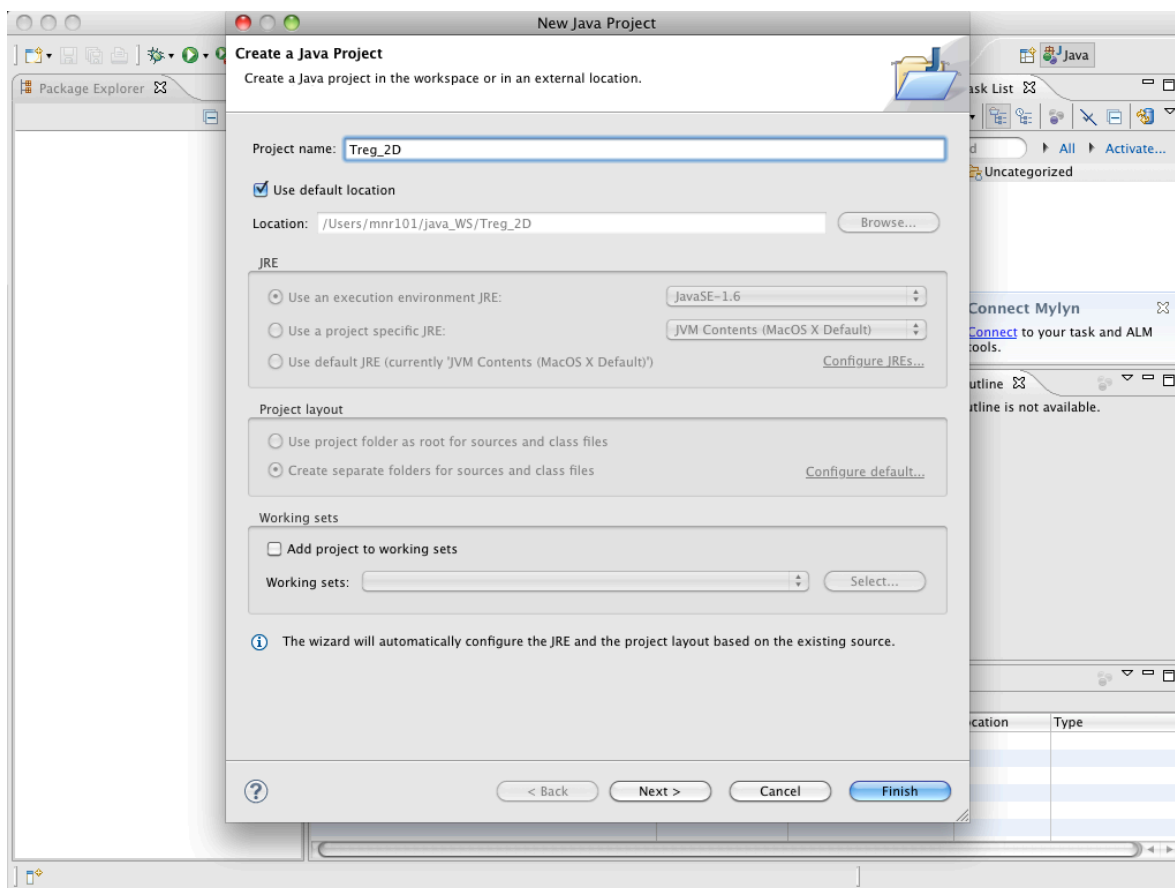 New Java Project
Create a Java Project
Create a Java project in the workspace or in an external location.
Java
Package Explorer
ask List
Project name: Treg_2D
d All Activate...
Uncategorized
Use default location
Location: /Users/mnr101/java_WS/Treg_2D Browse...
JRE
Use an execution environment JRE: JavaSE-1.6
Use a project specific JRE: JVM Contents (MacOS X Default)
Use default JRE (currently 'JVM Contents (MacOS X Default)') Configure JREs...
Connect Mylyn
Connect to your task and ALM
tools.
utline
utline is not available.
Project layout
Use project folder as root for sources and class files
Create separate folders for sources and class files Configure default...
Working sets
Add project to working sets
Working sets: Select...
The wizard will automatically configure the JRE and the project layout based on the existing source.
cation Type
? < Back Next > Cancel Finish